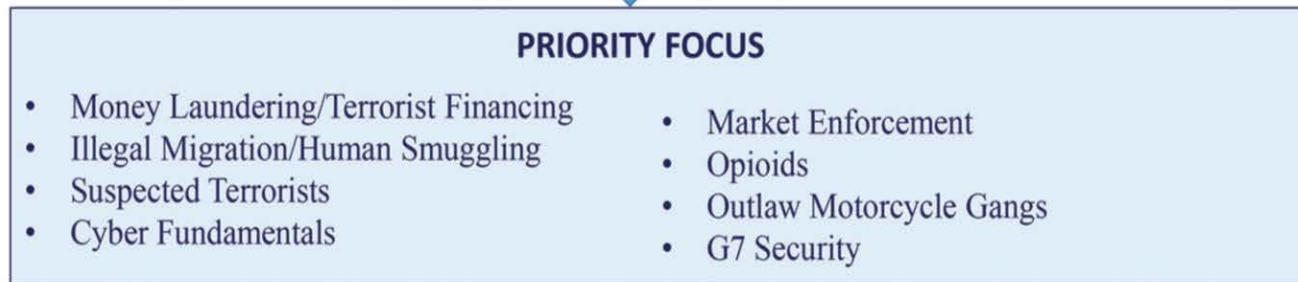 PRIORITY FOCUS
• Money Laundering/Terrorist Financing
• Illegal Migration/Human Smuggling
• Suspected Terrorists
• Cyber Fundamentals
• Market Enforcement
• Opioids
• Outlaw Motorcycle Gangs
• G7 Security